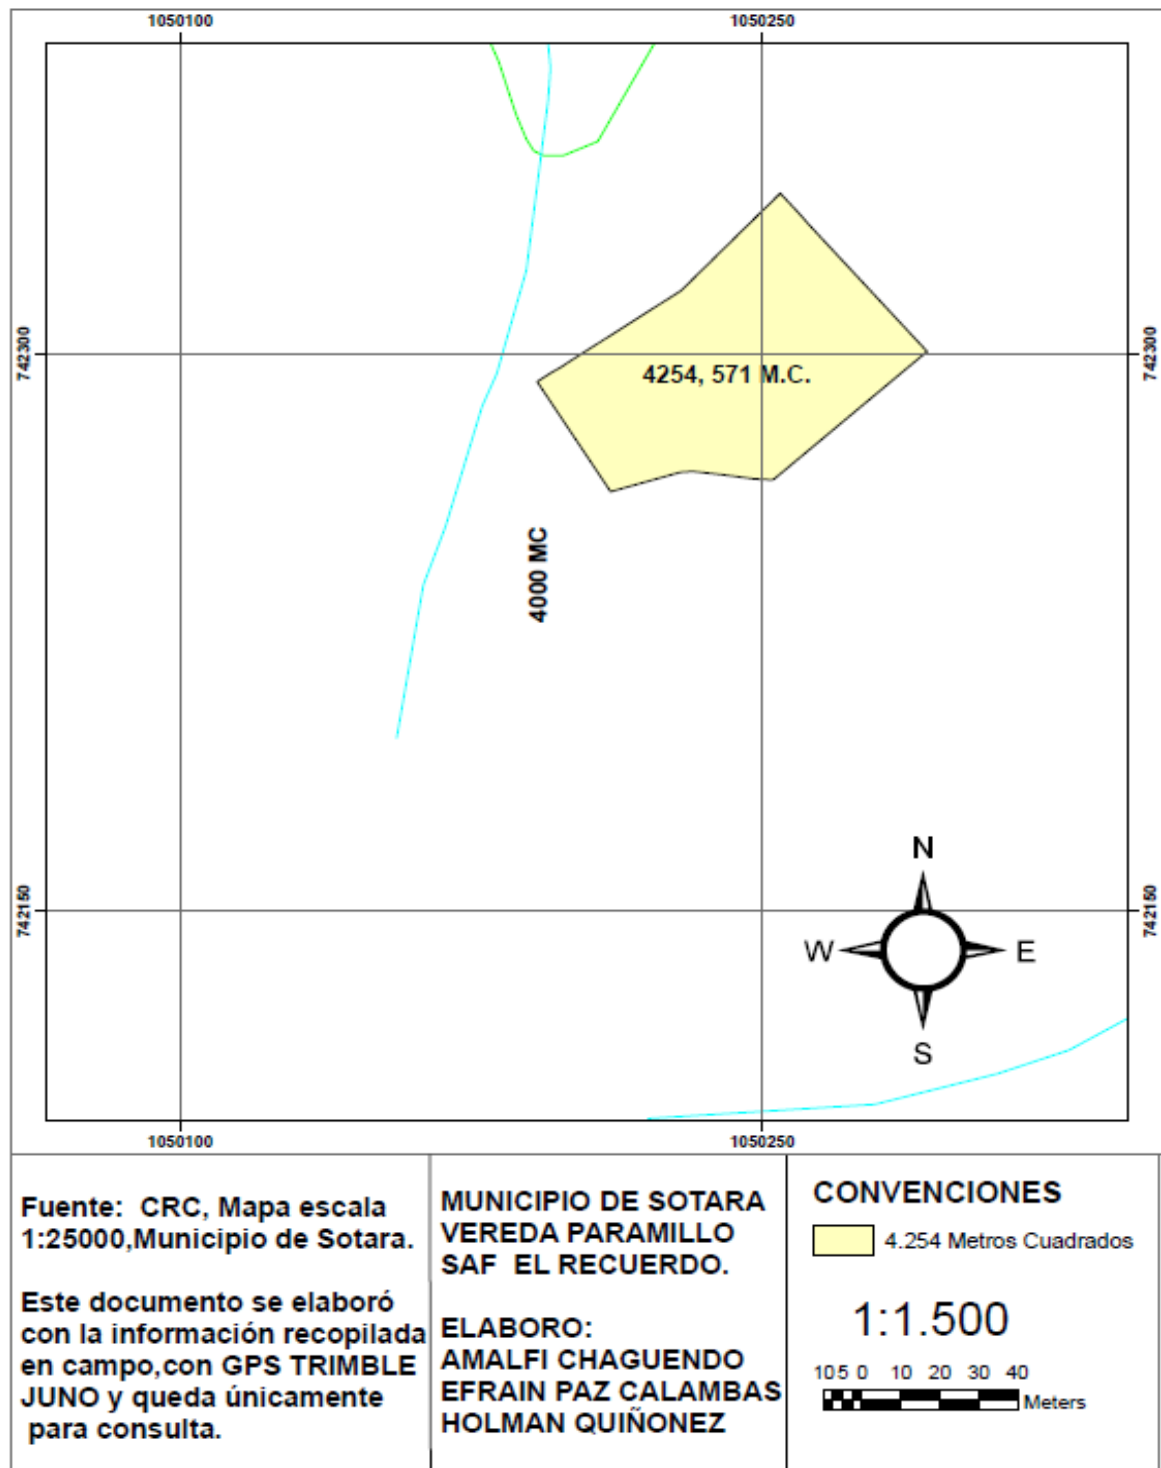 1050100
1050250
742300
742300
4254, 571 M.C.
4000 MC
742150
742150
N
W
E
S
1050100
1050250
Fuente: CRC, Mapa escala
1:25000,Municipio de Sotara.
Este documento se elaboró
con la información recopilada
en campo,con GPS TRIMBLE
JUNO y queda únicamente
para consulta.
MUNICIPIO DE SOTARA
VEREDA PARAMILLO
SAF EL RECUERDO.
ELABORO:
AMALFI CHAGUENDO
EFRAIN PAZ CALAMBAS
HOLMAN QUIÑONEZ
CONVENCIONES
4.254 Metros Cuadrados
1:1.500
10 5 0 10 20 30 40
Meters